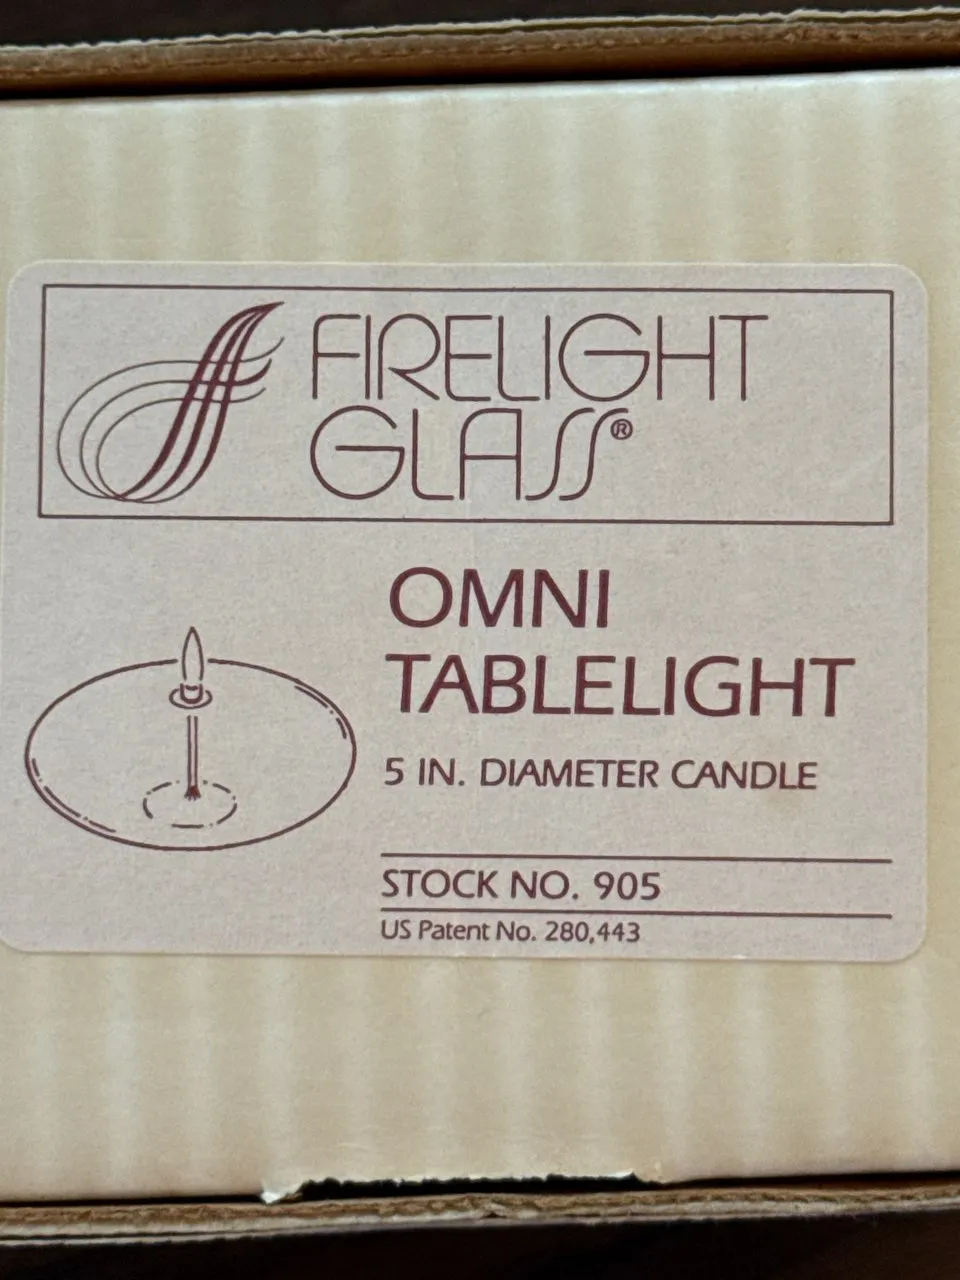 FIRELIGHT
GLASS®
OMNI
TABLELIGHT
5 IN. DIAMETER CANDLE
STOCK NO. 905
US Patent No. 280,443